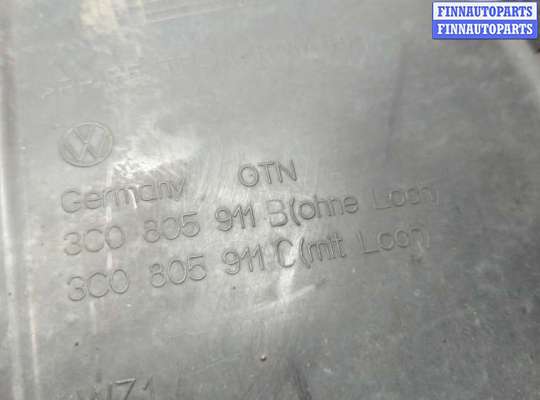 FINNAUTOPARTS
FINNAUTOPARTS
Germany OTN
3C0 805 911 B(ohne Loch)
3C0 805 911 C(mit Loch)